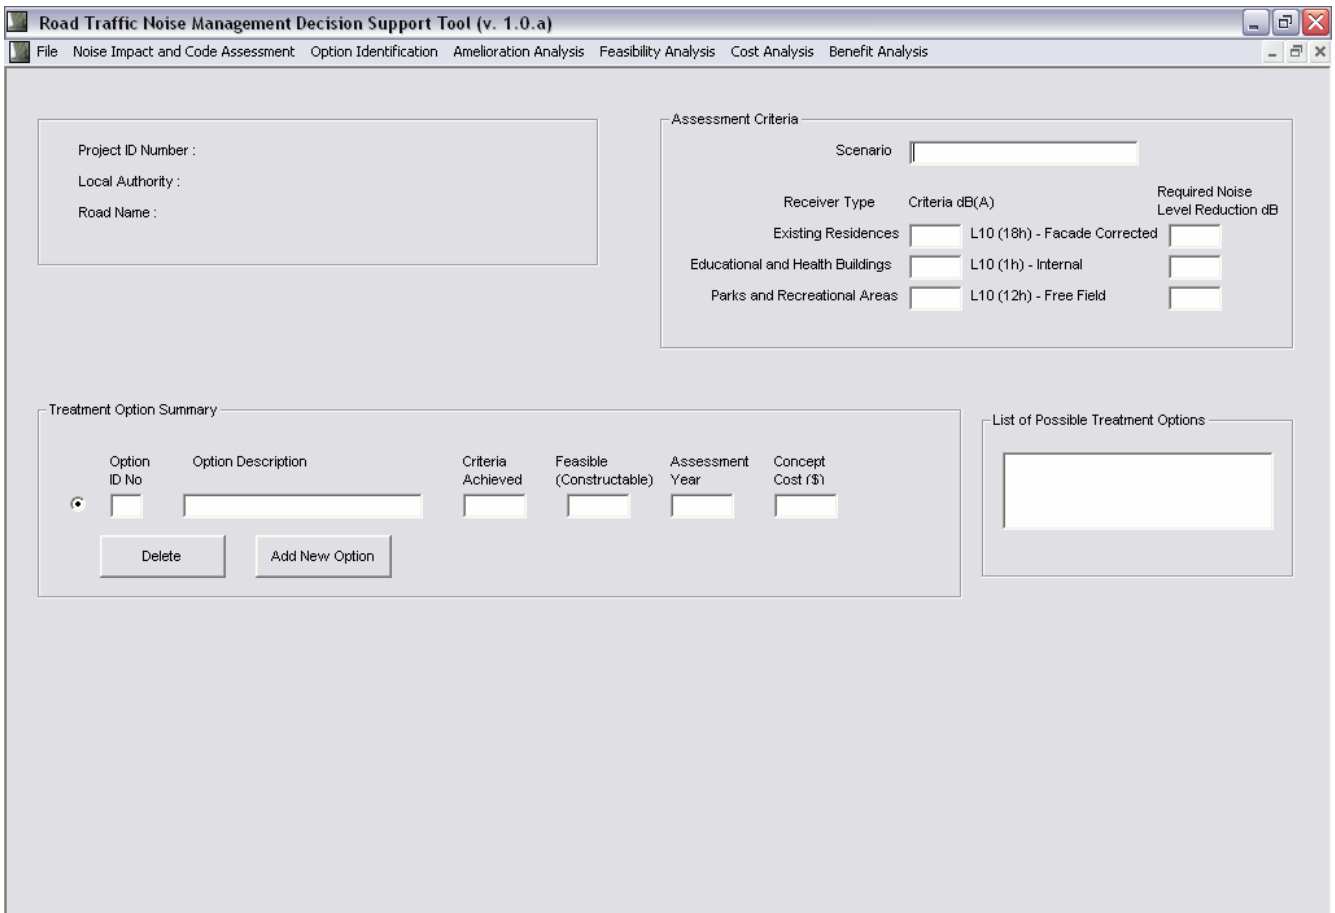 Road Traffic Noise Management Decision Support Tool (v. 1.0.a)
File Noise Impact and Code Assessment Option Identification Amelioration Analysis Feasibility Analysis Cost Analysis Benefit Analysis
Project ID Number :
Local Authority :
Road Name :
Assessment Criteria
Scenario
Receiver Type Criteria dB(A) Required Noise
Level Reduction dB
Existing Residences L10 (18h) - Facade Corrected
Educational and Health Buildings L10 (1h) - Internal
Parks and Recreational Areas L10 (12h) - Free Field
Treatment Option Summary
Option Option Description Criteria Feasible Assessment Concept
ID No Achieved (Constructable) Year Cost ($)
Delete Add New Option
List of Possible Treatment Options